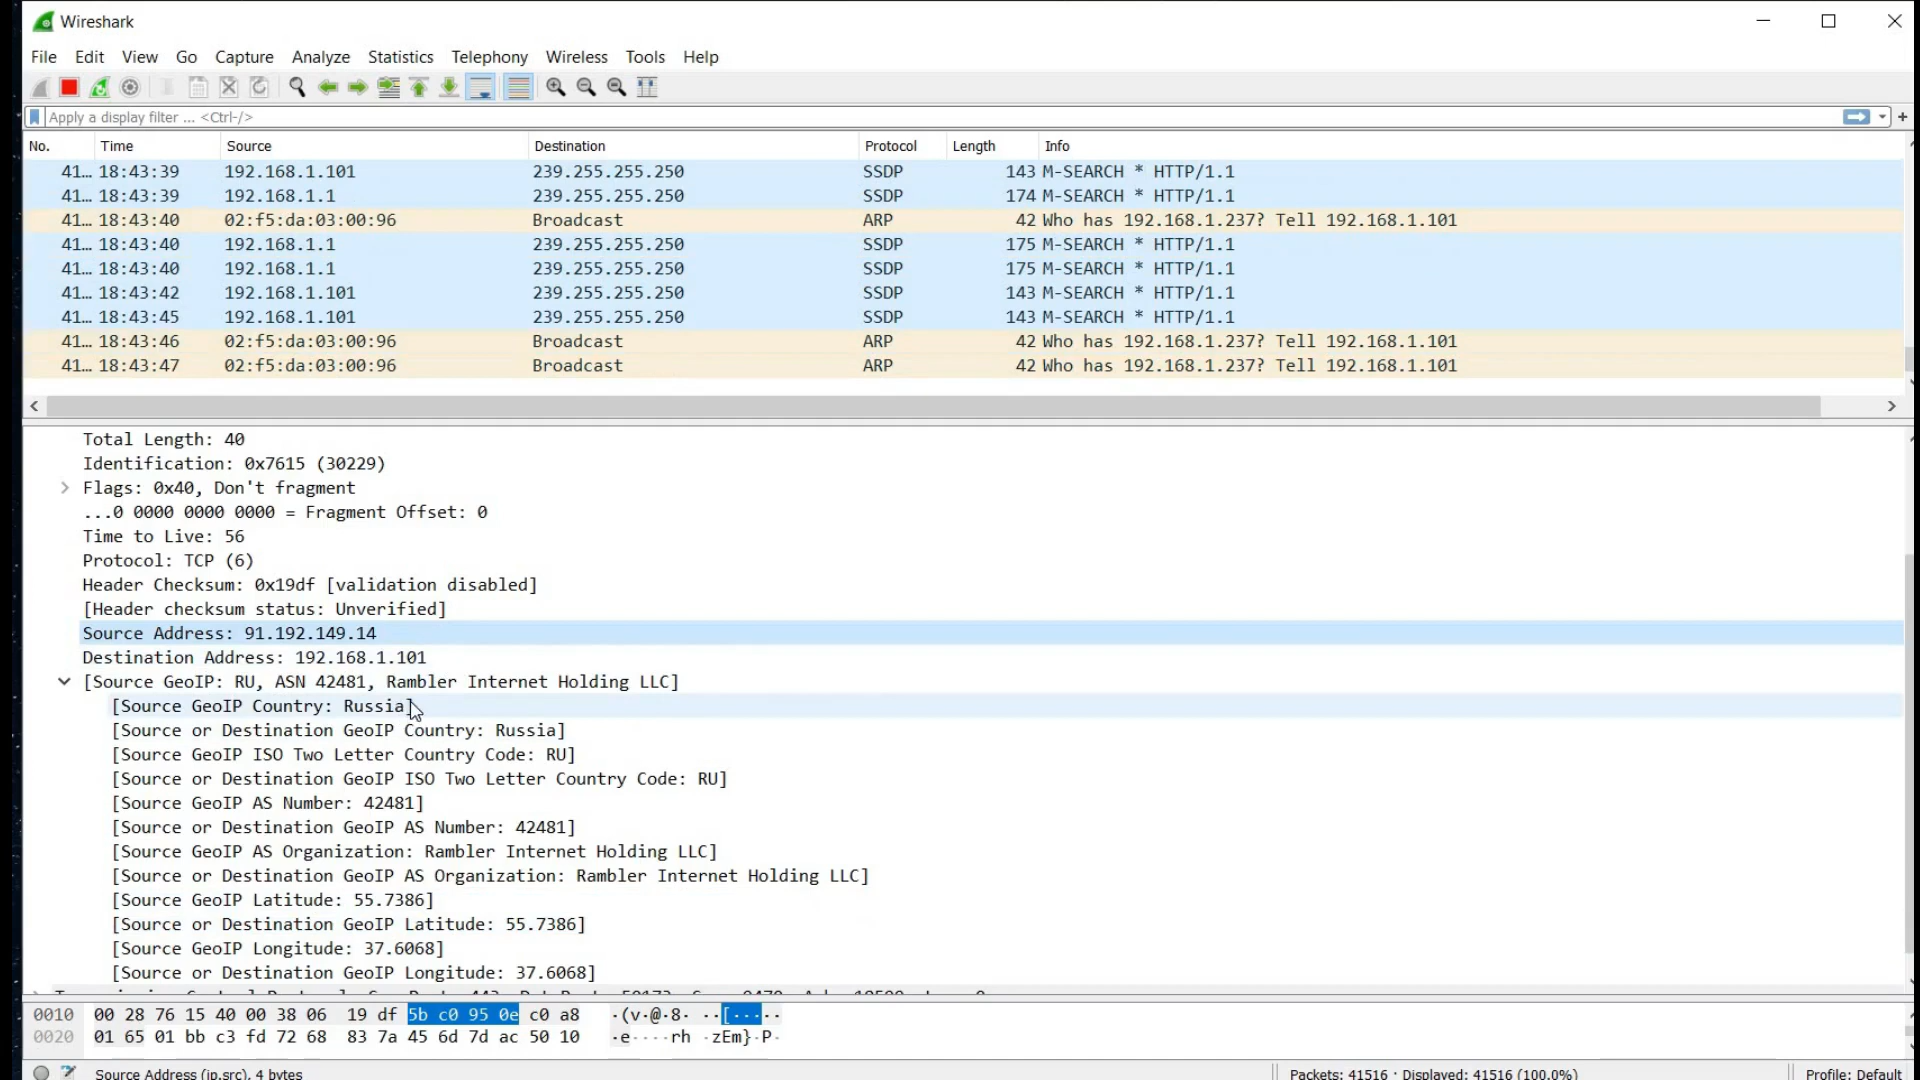 Wireshark
File Edit View Go Capture Analyze Statistics Telephony Wireless Tools Help
Apply a display filter ... <Ctrl-/>
No. Time Source Destination Protocol Length Info
41... 18:43:39 192.168.1.101 239.255.255.250 SSDP 143 M-SEARCH * HTTP/1.1
41... 18:43:39 192.168.1.1 239.255.255.250 SSDP 174 M-SEARCH * HTTP/1.1
41... 18:43:40 02:f5:da:03:00:96 Broadcast ARP 42 Who has 192.168.1.237? Tell 192.168.1.101
41... 18:43:40 192.168.1.1 239.255.255.250 SSDP 175 M-SEARCH * HTTP/1.1
41... 18:43:40 192.168.1.1 239.255.255.250 SSDP 175 M-SEARCH * HTTP/1.1
41... 18:43:42 192.168.1.101 239.255.255.250 SSDP 143 M-SEARCH * HTTP/1.1
41... 18:43:45 192.168.1.101 239.255.255.250 SSDP 143 M-SEARCH * HTTP/1.1
41... 18:43:46 02:f5:da:03:00:96 Broadcast ARP 42 Who has 192.168.1.237? Tell 192.168.1.101
41... 18:43:47 02:f5:da:03:00:96 Broadcast ARP 42 Who has 192.168.1.237? Tell 192.168.1.101
Total Length: 40
Identification: 0x7615 (30229)
Flags: 0x40, Don't fragment
...0 0000 0000 0000 = Fragment Offset: 0
Time to Live: 56
Protocol: TCP (6)
Header Checksum: 0x19df [validation disabled]
[Header checksum status: Unverified]
Source Address: 91.192.149.14
Destination Address: 192.168.1.101
[Source GeoIP: RU, ASN 42481, Rambler Internet Holding LLC]
[Source GeoIP Country: Russia]
[Source or Destination GeoIP Country: Russia]
[Source GeoIP ISO Two Letter Country Code: RU]
[Source or Destination GeoIP ISO Two Letter Country Code: RU]
[Source GeoIP AS Number: 42481]
[Source or Destination GeoIP AS Number: 42481]
[Source GeoIP AS Organization: Rambler Internet Holding LLC]
[Source or Destination GeoIP AS Organization: Rambler Internet Holding LLC]
[Source GeoIP Latitude: 55.7386]
[Source or Destination GeoIP Latitude: 55.7386]
[Source GeoIP Longitude: 37.6068]
[Source or Destination GeoIP Longitude: 37.6068]
0010 00 28 76 15 40 00 38 06 19 df 5b c0 95 0e c0 a8 ·(v·@·8· ··[·····
0020 01 65 01 bb c3 fd 72 68 83 7a 45 6d 7d ac 50 10 ·e····rh ·zEm}·P·
Source Address (ip.src), 4 bytes Packets: 41516 · Displayed: 41516 (100.0%) Profile: Default